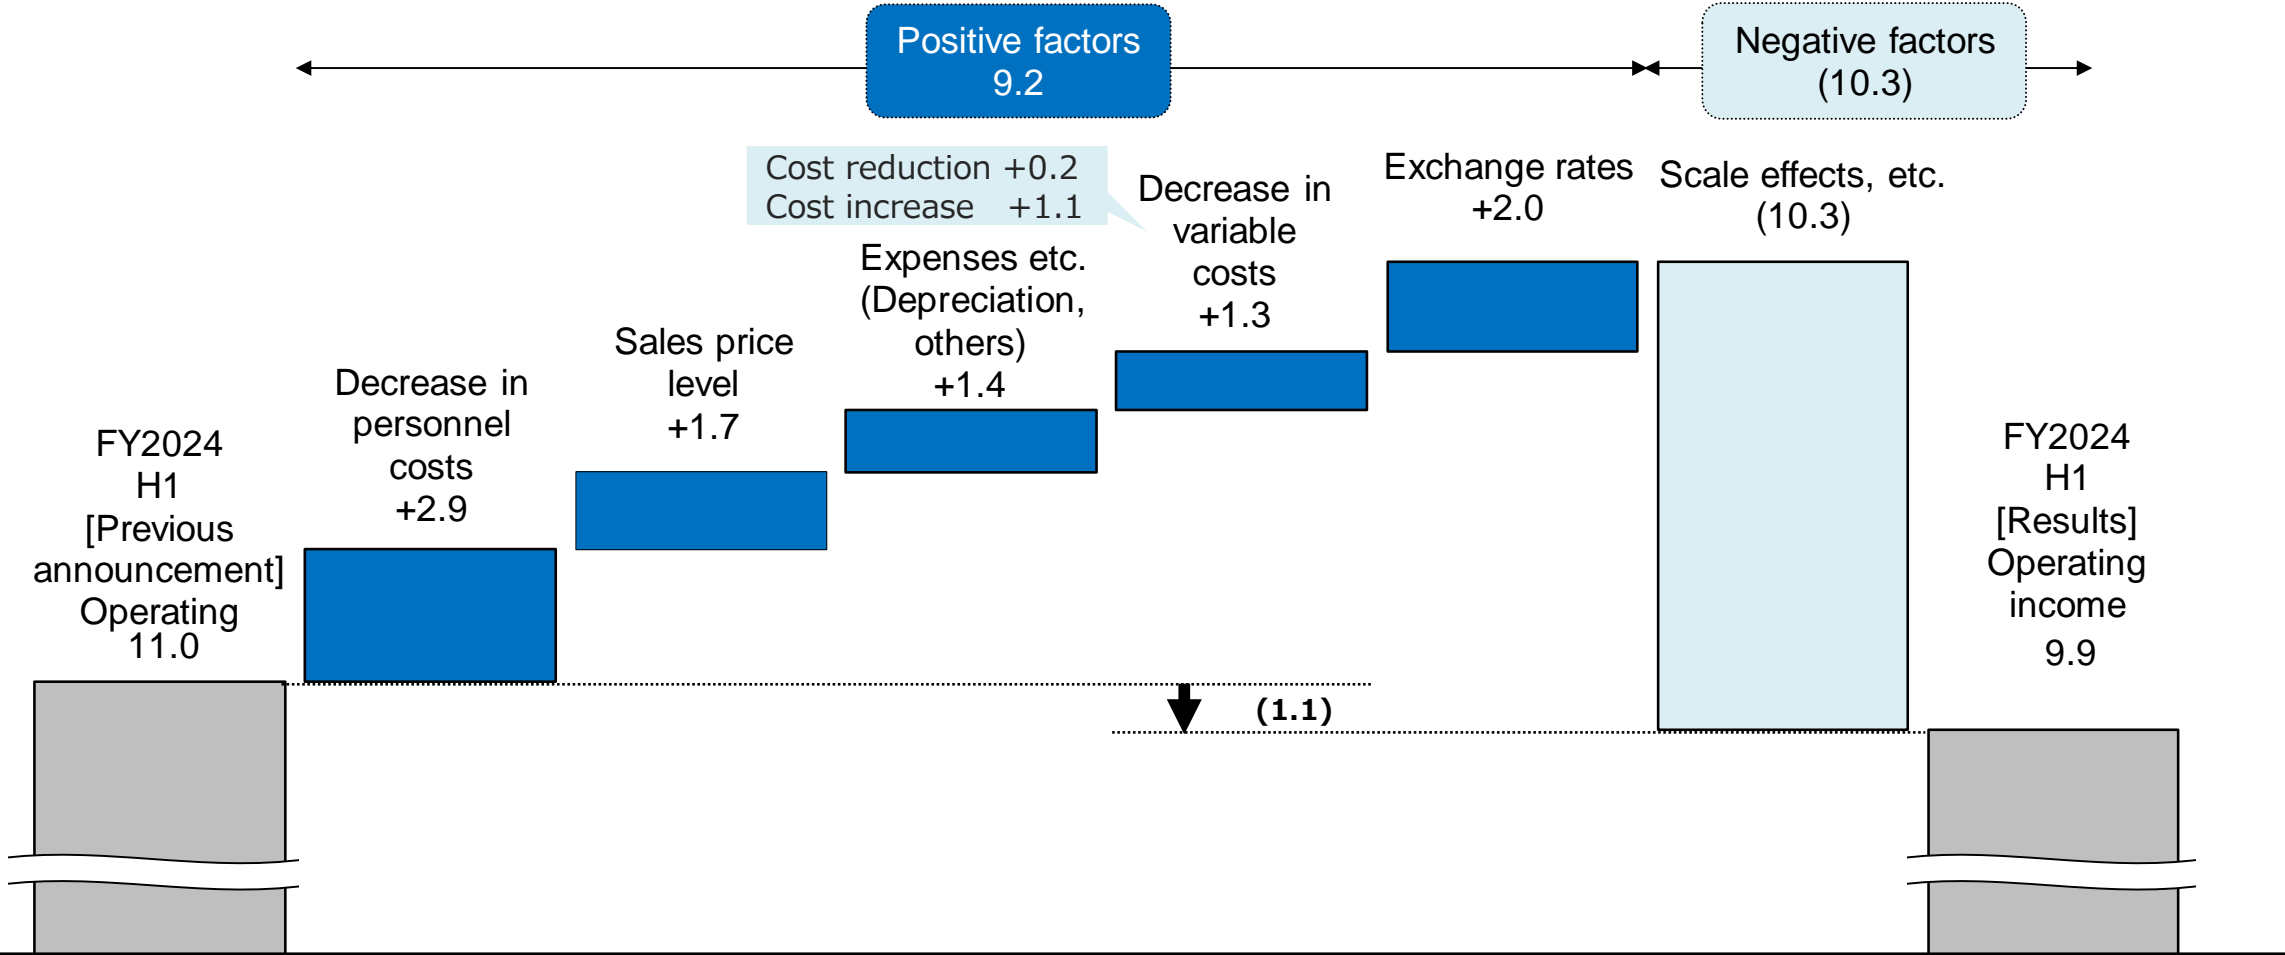 Positive factors
9.2
Negative factors
(10.3)
FY2024
H1
[Previous
announcement]
Operating
11.0
Decrease in
personnel
costs
+2.9
Sales price
level
+1.7
Cost reduction +0.2
Cost increase +1.1
Expenses etc.
(Depreciation,
others)
+1.4
Decrease in
variable
costs
+1.3
Exchange rates
+2.0
Scale effects, etc.
(10.3)
(1.1)
FY2024
H1
[Results]
Operating
income
9.9